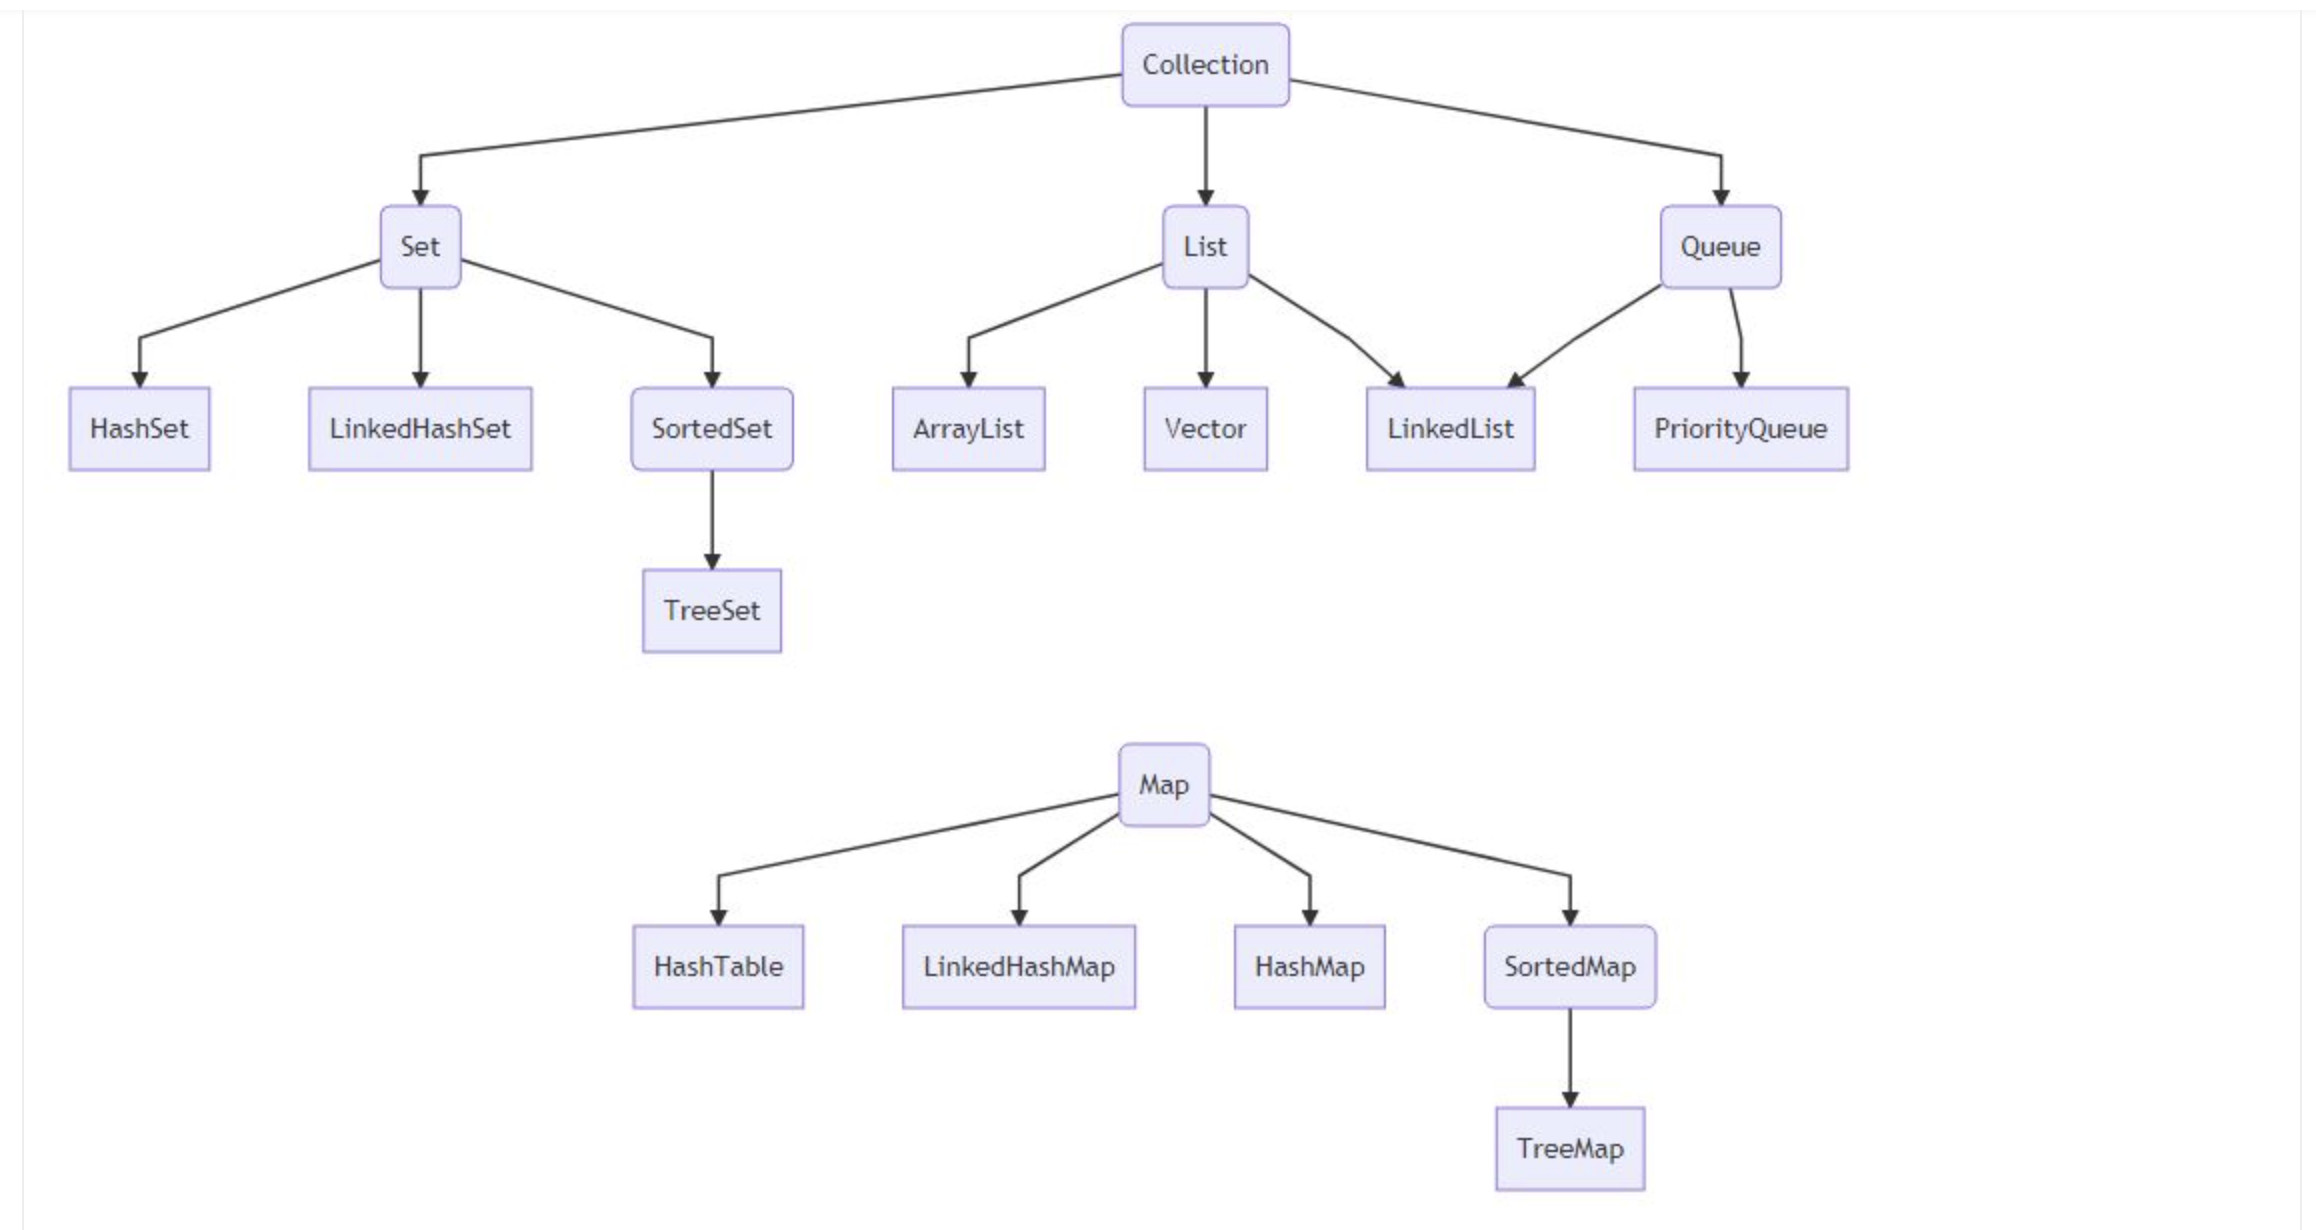 Collection
Set
List
Queue
HashSet
LinkedHashSet
SortedSet
ArrayList
Vector
LinkedList
PriorityQueue
TreeSet
Map
HashTable
LinkedHashMap
HashMap
SortedMap
TreeMap